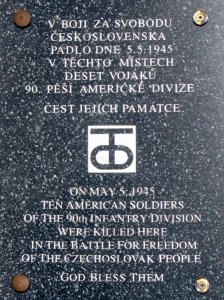 V BOJI ZA SVOBODU
ČESKOSLOVENSKA
PADLO DNE 5.5.1945
V TĚCHTO MÍSTECH
DESET VOJÁKŮ
90. PĚŠÍ AMERICKÉ DIVIZE
ČEST JEJICH PAMÁTCE
TO
ON MAY 5.1945
TEN AMERICAN SOLDIERS
OF THE 90th INFANTRY DIVISION
WERE KILLED HERE
IN THE BATTLE FOR FREEDOM
OF THE CZECHOSLOVAK PEOPLE
GOD BLESS THEM